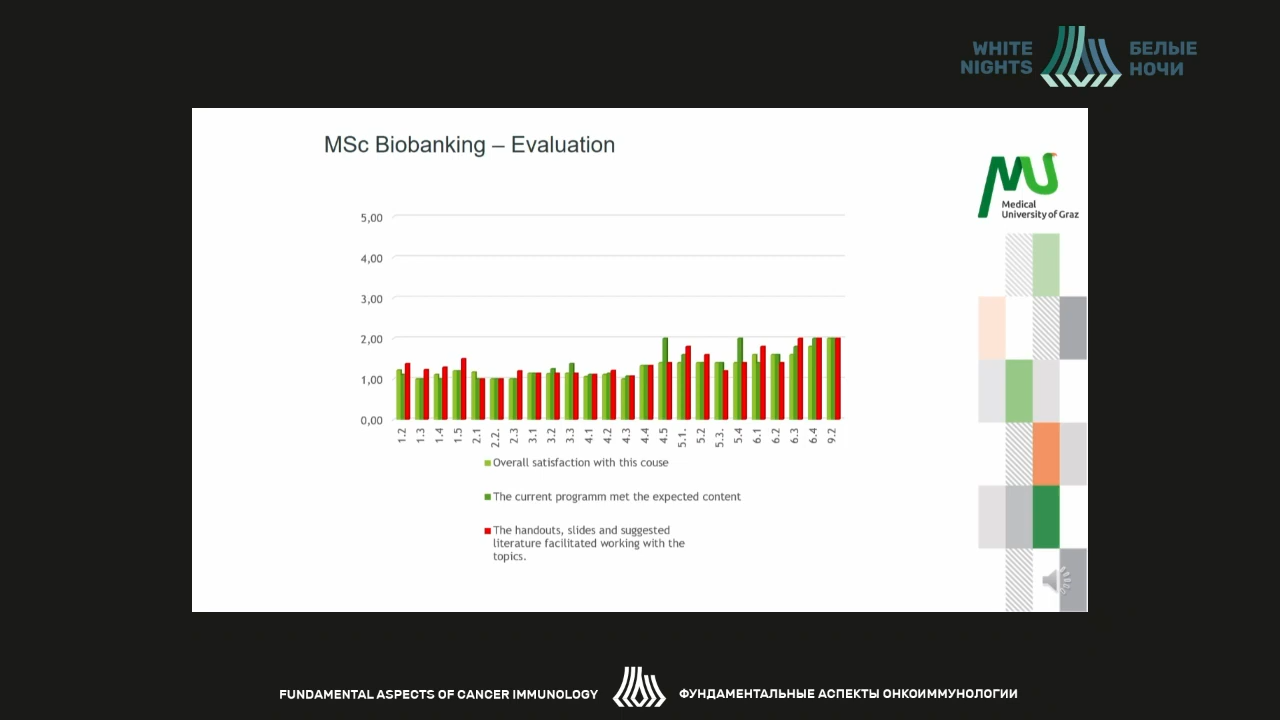 WHITE
NIGHTS
БЕЛЫЕ
НОЧИ
MSc Biobanking – Evaluation
Medical
University of Graz
5,00
4,00
3,00
2,00
1,00
0,00
1.2
1.3
1.4
1.5
2.1
2.2.
2.3
3.1
3.2
3.3
4.1
4.2
4.3
4.4
4.5
5.1.
5.2
5.3.
5.4
6.1
6.2
6.3
6.4
9.2
Overall satisfaction with this couse
The current programm met the expected content
The handouts, slides and suggested
literature facilitated working with the
topics.
FUNDAMENTAL ASPECTS OF CANCER IMMUNOLOGY
ФУНДАМЕНТАЛЬНЫЕ АСПЕКТЫ ОНКОИММУНОЛОГИИ